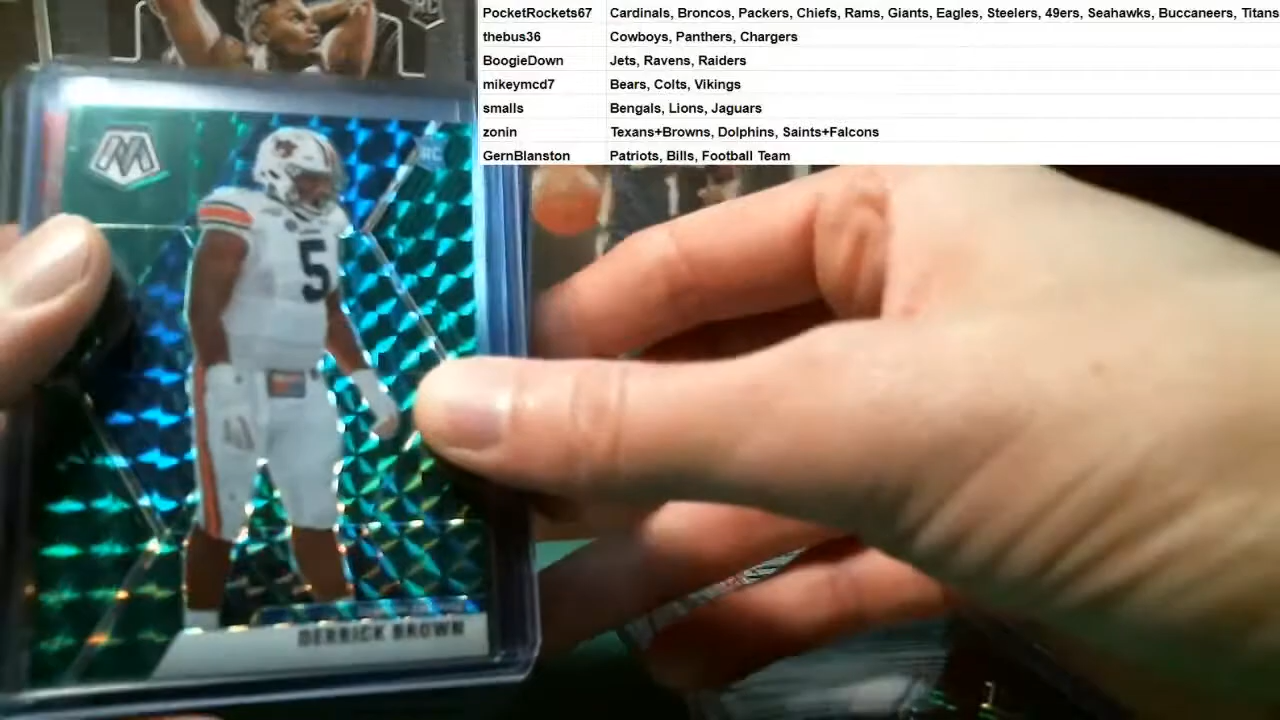 PocketRockets67 Cardinals, Broncos, Packers, Chiefs, Rams, Giants, Eagles, Steelers, 49ers, Seahawks, Buccaneers, Titans
thebus36 Cowboys, Panthers, Chargers
BoogieDown Jets, Ravens, Raiders
mikeymcd7 Bears, Colts, Vikings
smalls Bengals, Lions, Jaguars
zonin Texans+Browns, Dolphins, Saints+Falcons
GernBlanston Patriots, Bills, Football Team
M
RC
5
DERRICK BROWN